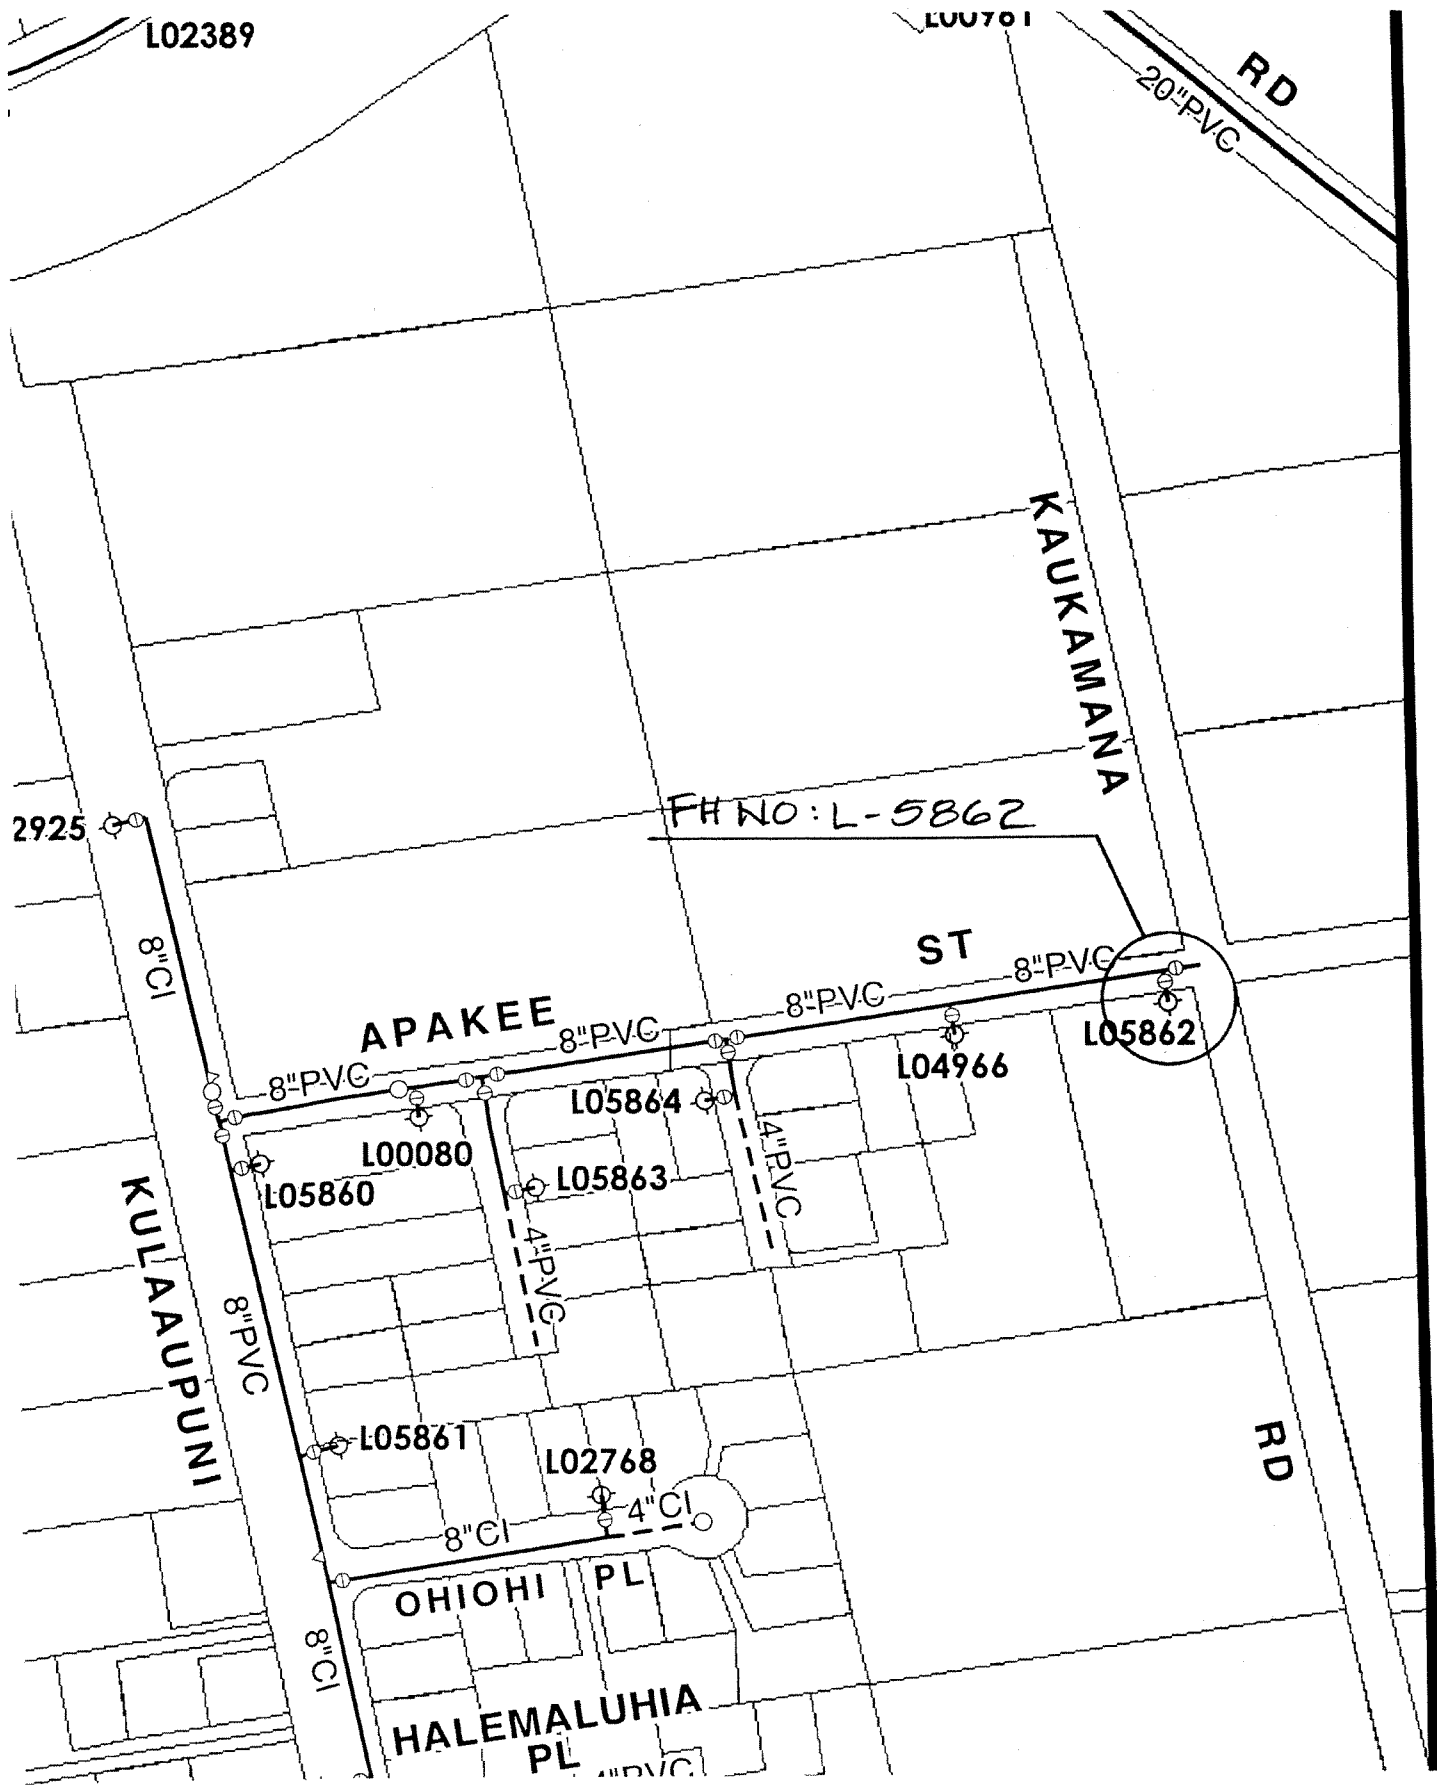 L02389
L00981
RD
20"PVC
KAUKAMANA
FH NO: L-5862
2925
8"CI
ST
8"PVC
8"PVC
APAKEE
8"PVC
8"PVC
L05862
L04966
L05864
L00080
L05863
L05860
4"PVC
4"PVC
KULAAUPUNI
8"PVC
L05861
L02768
RD
4"CI
8"CI
OHIOHI PL
8"CI
HALEMALUHIA
PL
4"PVC